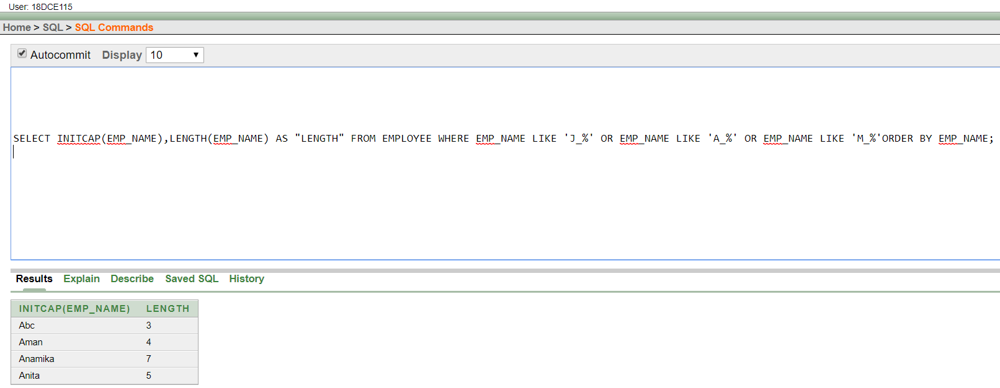 User: 18DCE115
Home > SQL > SQL Commands
Autocommit Display 10
SELECT INITCAP(EMP_NAME),LENGTH(EMP_NAME) AS "LENGTH" FROM EMPLOYEE WHERE EMP_NAME LIKE 'J_%' OR EMP_NAME LIKE 'A_%' OR EMP_NAME LIKE 'M_%'ORDER BY EMP_NAME;
Results Explain Describe Saved SQL History
INITCAP(EMP_NAME) LENGTH
Abc 3
Aman 4
Anamika 7
Anita 5